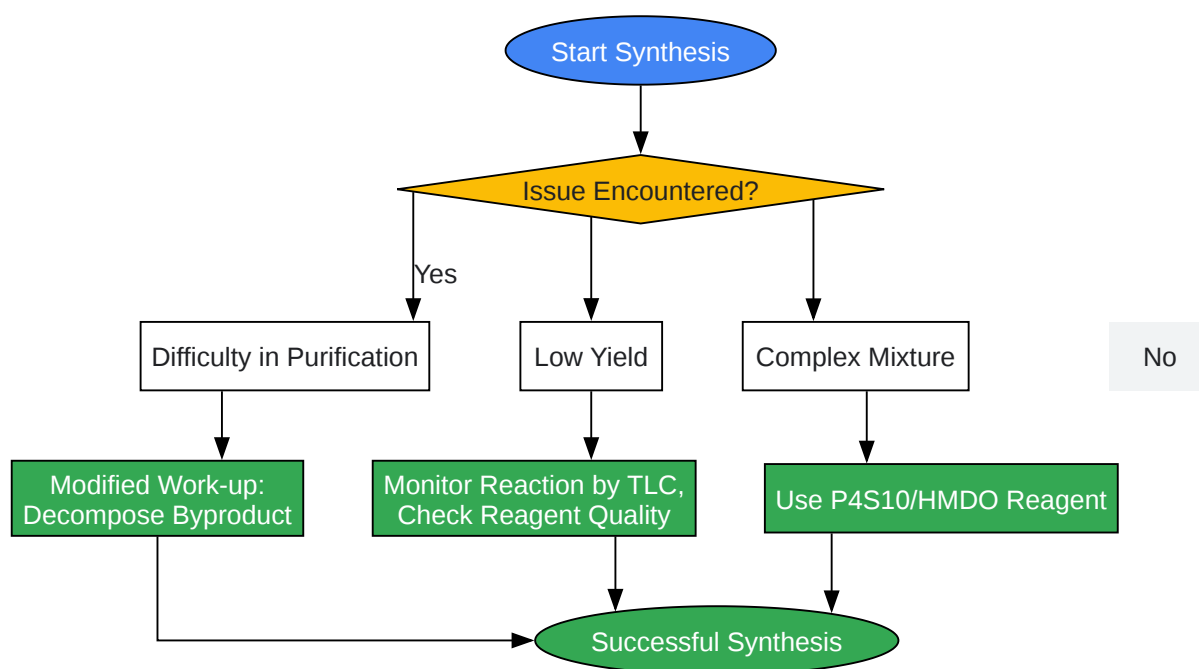 Start Synthesis
Issue Encountered?
Yes
Difficulty in Purification
Low Yield
Complex Mixture
No
Modified Work-up:
Decompose Byproduct
Monitor Reaction by TLC,
Check Reagent Quality
Use P4S10/HMDO Reagent
Successful Synthesis